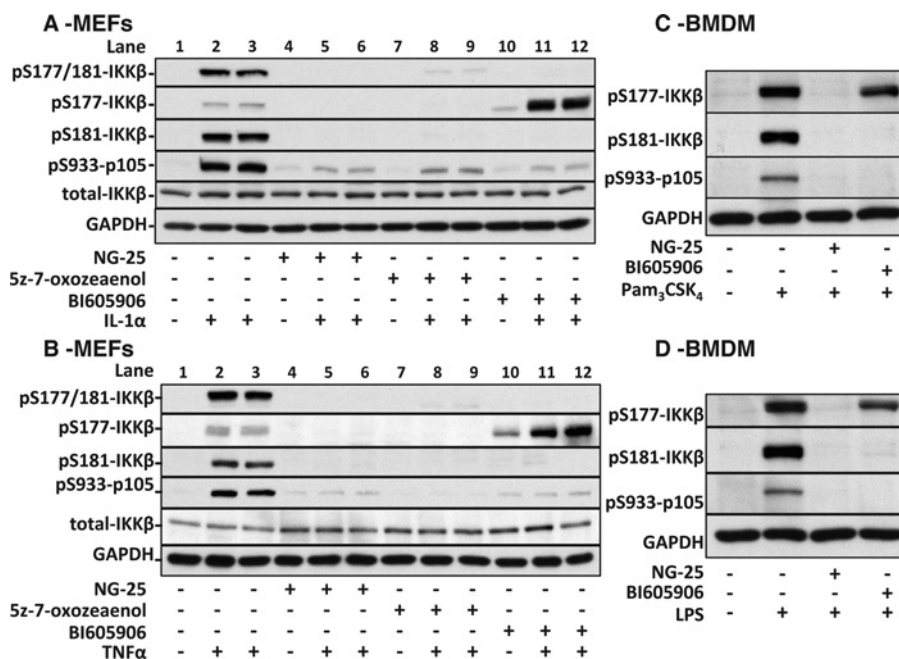 A -MEFs
Lane 1 2 3 4 5 6 7 8 9 10 11 12
pS177/181-IKKβ
pS177-IKKβ
pS181-IKKβ
pS933-p105
total-IKKβ
GAPDH
NG-25 - - - + + + - - - - - -
5z-7-oxozeaenol - - - - - - + + + - - -
BI605906 - - - - - - - - - + + +
IL-1α - + + - + + - + + - + +
B -MEFs
Lane 1 2 3 4 5 6 7 8 9 10 11 12
pS177/181-IKKβ
pS177-IKKβ
pS181-IKKβ
pS933-p105
total-IKKβ
GAPDH
NG-25 - - - + + + - - - - - -
5z-7-oxozeaenol - - - - - - + + + - - -
BI605906 - - - - - - - - - + + +
TNFα - + + - + + - + + - + +
C -BMDM
pS177-IKKβ
pS181-IKKβ
pS933-p105
GAPDH
NG-25 - - + -
BI605906 - - - +
Pam₃CSK₄ - + + +
D -BMDM
pS177-IKKβ
pS181-IKKβ
pS933-p105
GAPDH
NG-25 - - + -
BI605906 - - - +
LPS - + + +